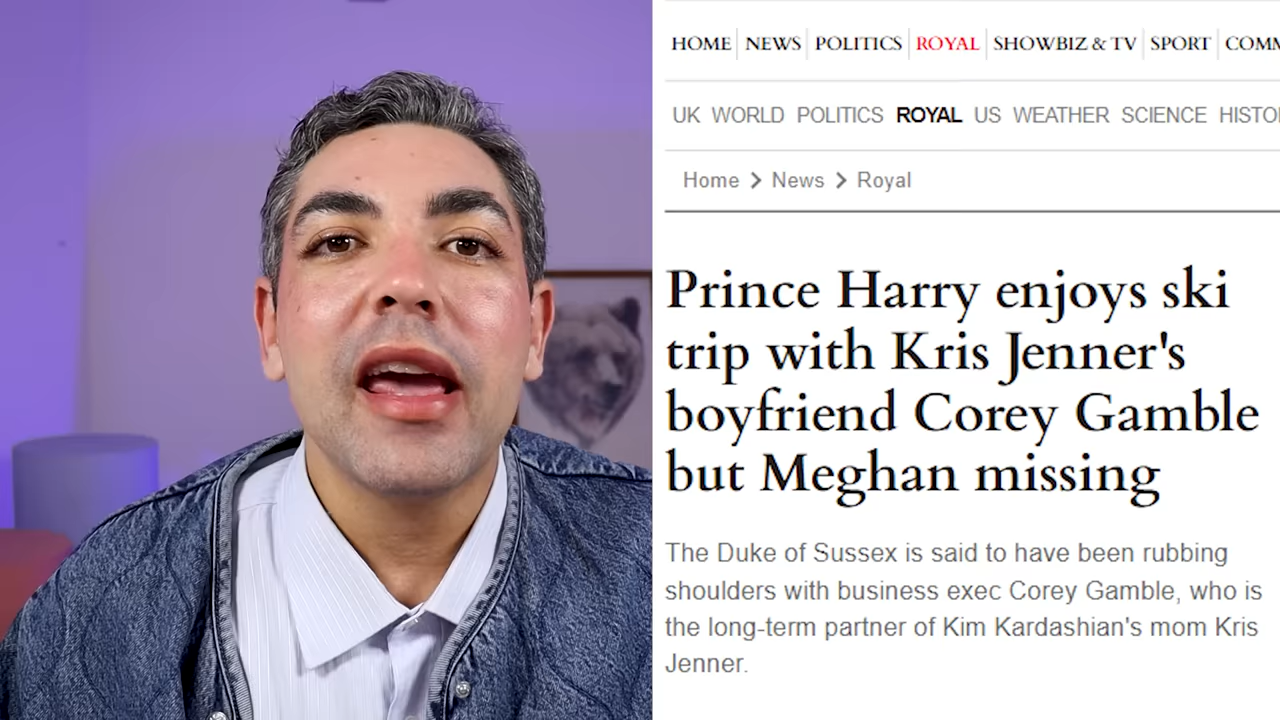 HOME NEWS POLITICS ROYAL SHOWBIZ & TV SPORT
UK WORLD POLITICS ROYAL US WEATHER SCIENCE
Home > News > Royal
Prince Harry enjoys ski
trip with Kris Jenner's
boyfriend Corey Gamble
but Meghan missing
The Duke of Sussex is said to have been rubbing
shoulders with business exec Corey Gamble, who is
the long-term partner of Kim Kardashian's mom Kris
Jenner.